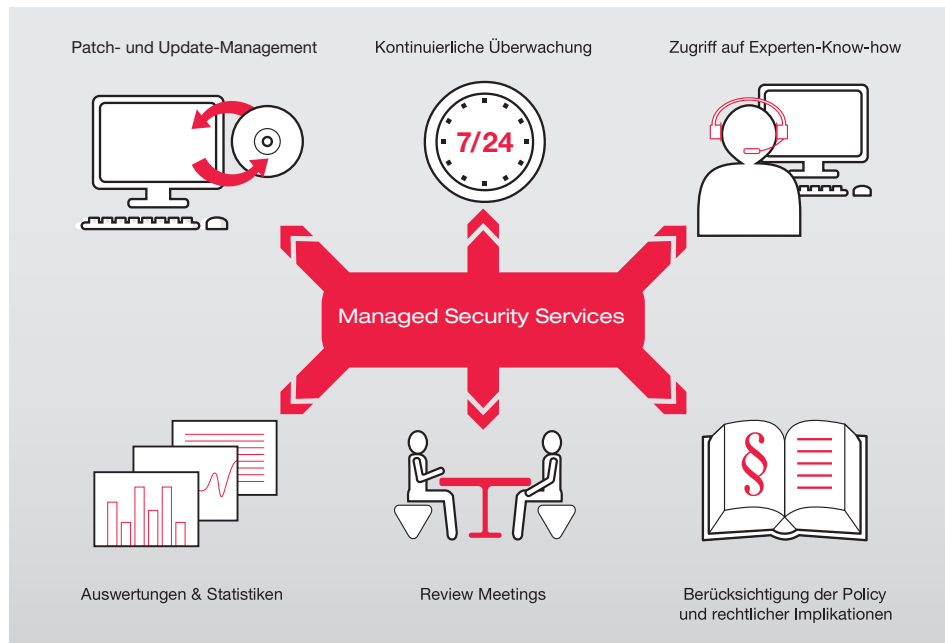 Patch- und Update-Management
Kontinuierliche Überwachung
Zugriff auf Experten-Know-how
7/24
Managed Security Services
§
Auswertungen & Statistiken
Review Meetings
Berücksichtigung der Policy
und rechtlicher Implikationen